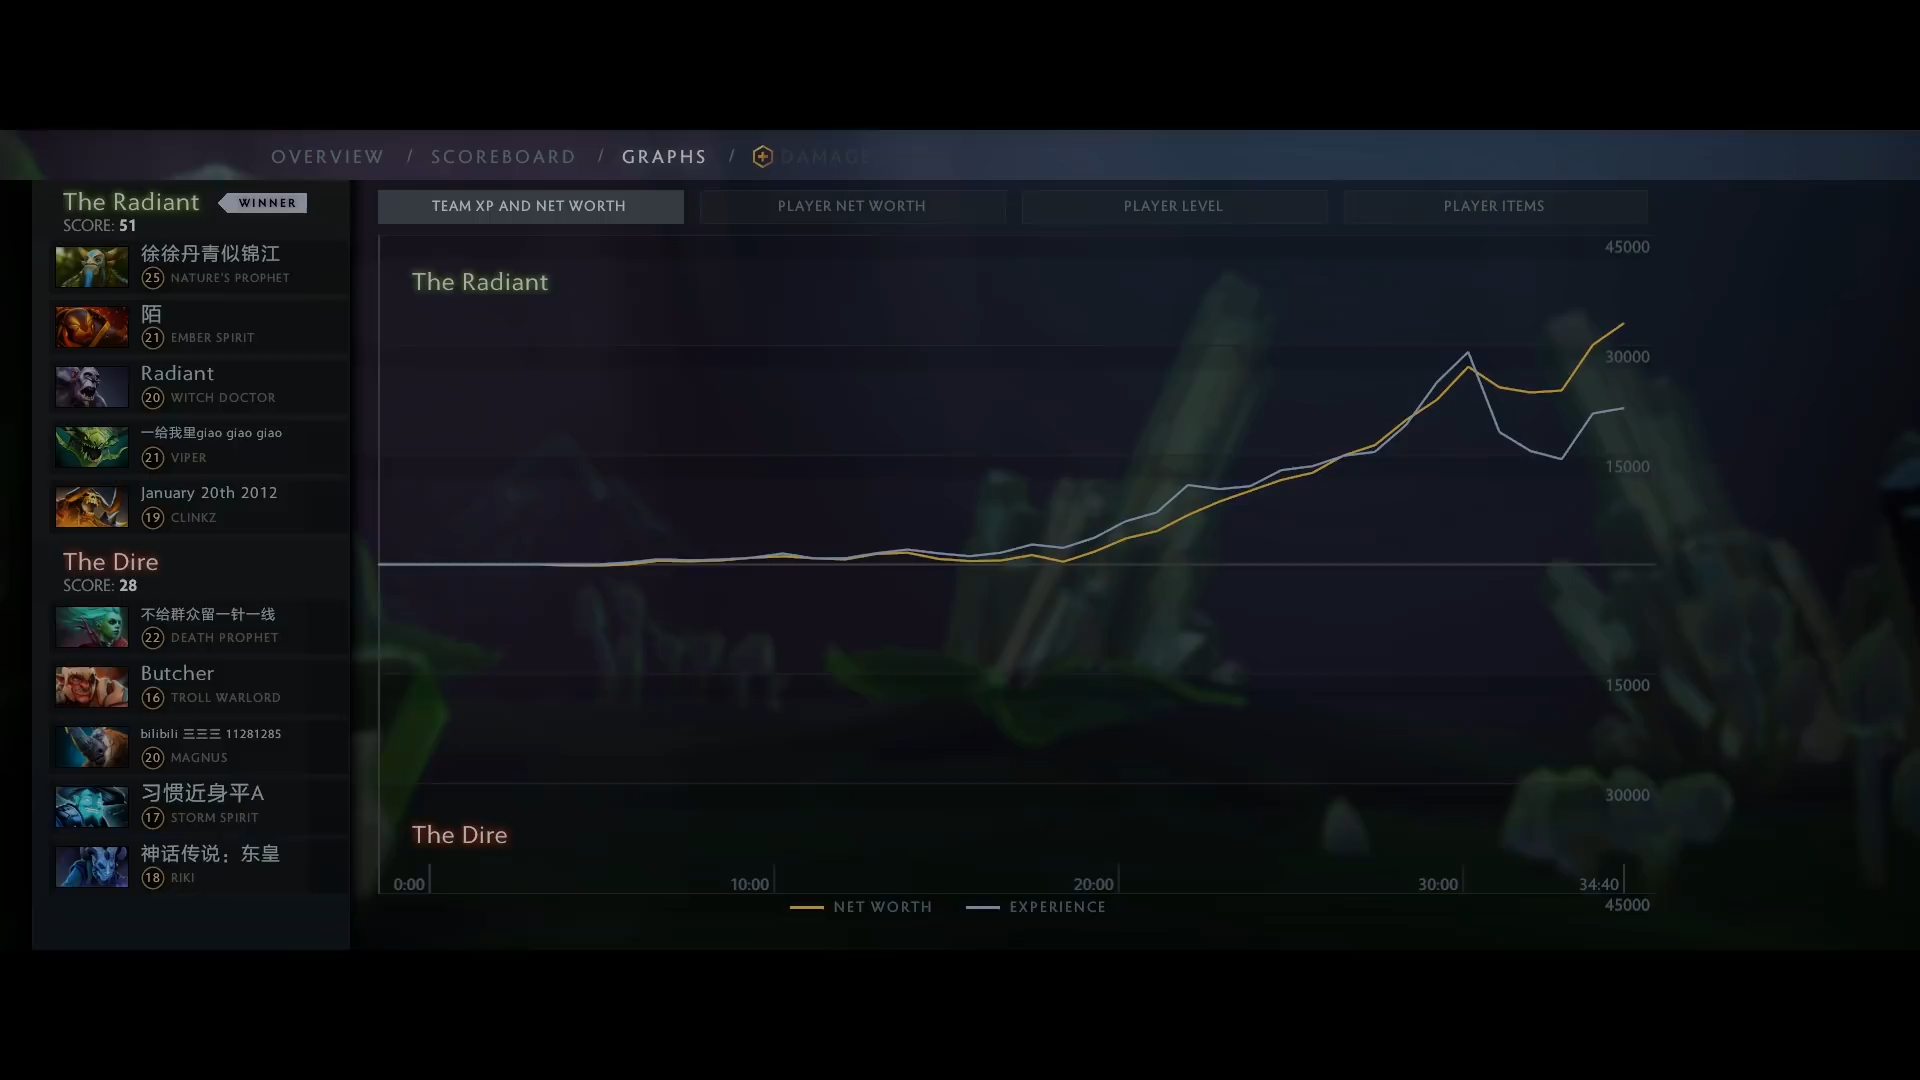 OVERVIEW / SCOREBOARD / GRAPHS / DAMAGE
The Radiant WINNER
SCORE: 51
徐徐丹青似锦江
25 NATURE'S PROPHET
陌
21 EMBER SPIRIT
Radiant
20 WITCH DOCTOR
一给我里giao giao giao
21 VIPER
January 20th 2012
19 CLINKZ
The Dire
SCORE: 28
不给群众留一针一线
22 DEATH PROPHET
Butcher
16 TROLL WARLORD
bilibili 三三三 11281285
20 MAGNUS
习惯近身平A
17 STORM SPIRIT
神话传说：东皇
18 RIKI
TEAM XP AND NET WORTH PLAYER NET WORTH PLAYER LEVEL PLAYER ITEMS
45000
The Radiant
30000
15000
15000
30000
The Dire
0:00 10:00 20:00 30:00 34:40
45000
NET WORTH EXPERIENCE